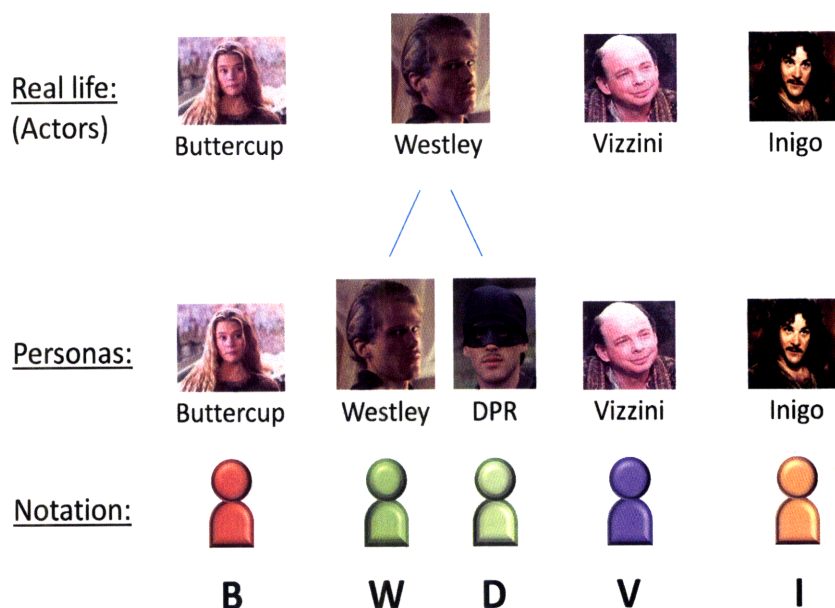 Real life:
(Actors)
Buttercup Westley Vizzini Inigo
Personas:
Buttercup Westley DPR Vizzini Inigo
Notation:
B W D V I